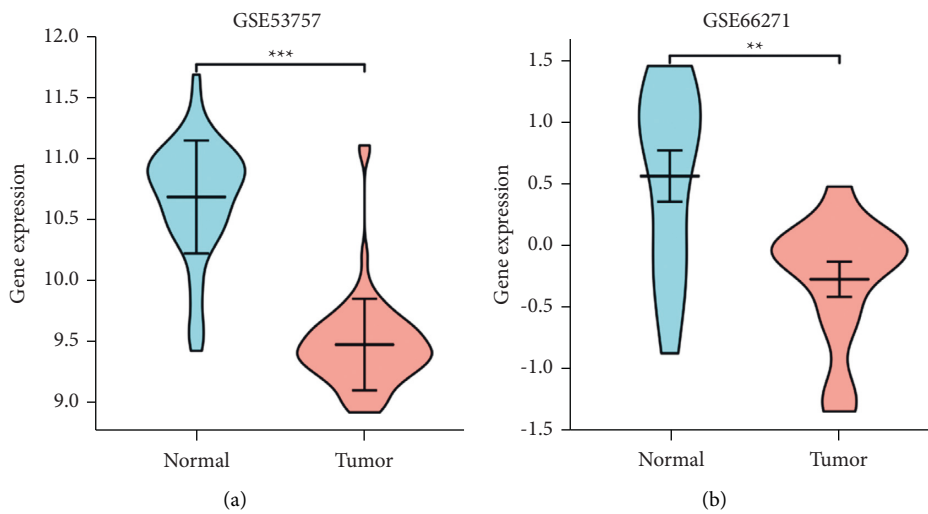 GSE53757
12.0
***
11.5
11.0
10.5
10.0
9.5
9.0
Gene expression
Normal
Tumor
(a)
GSE66271
1.5
**
1.0
0.5
0.0
-0.5
-1.0
-1.5
Gene expression
Normal
Tumor
(b)